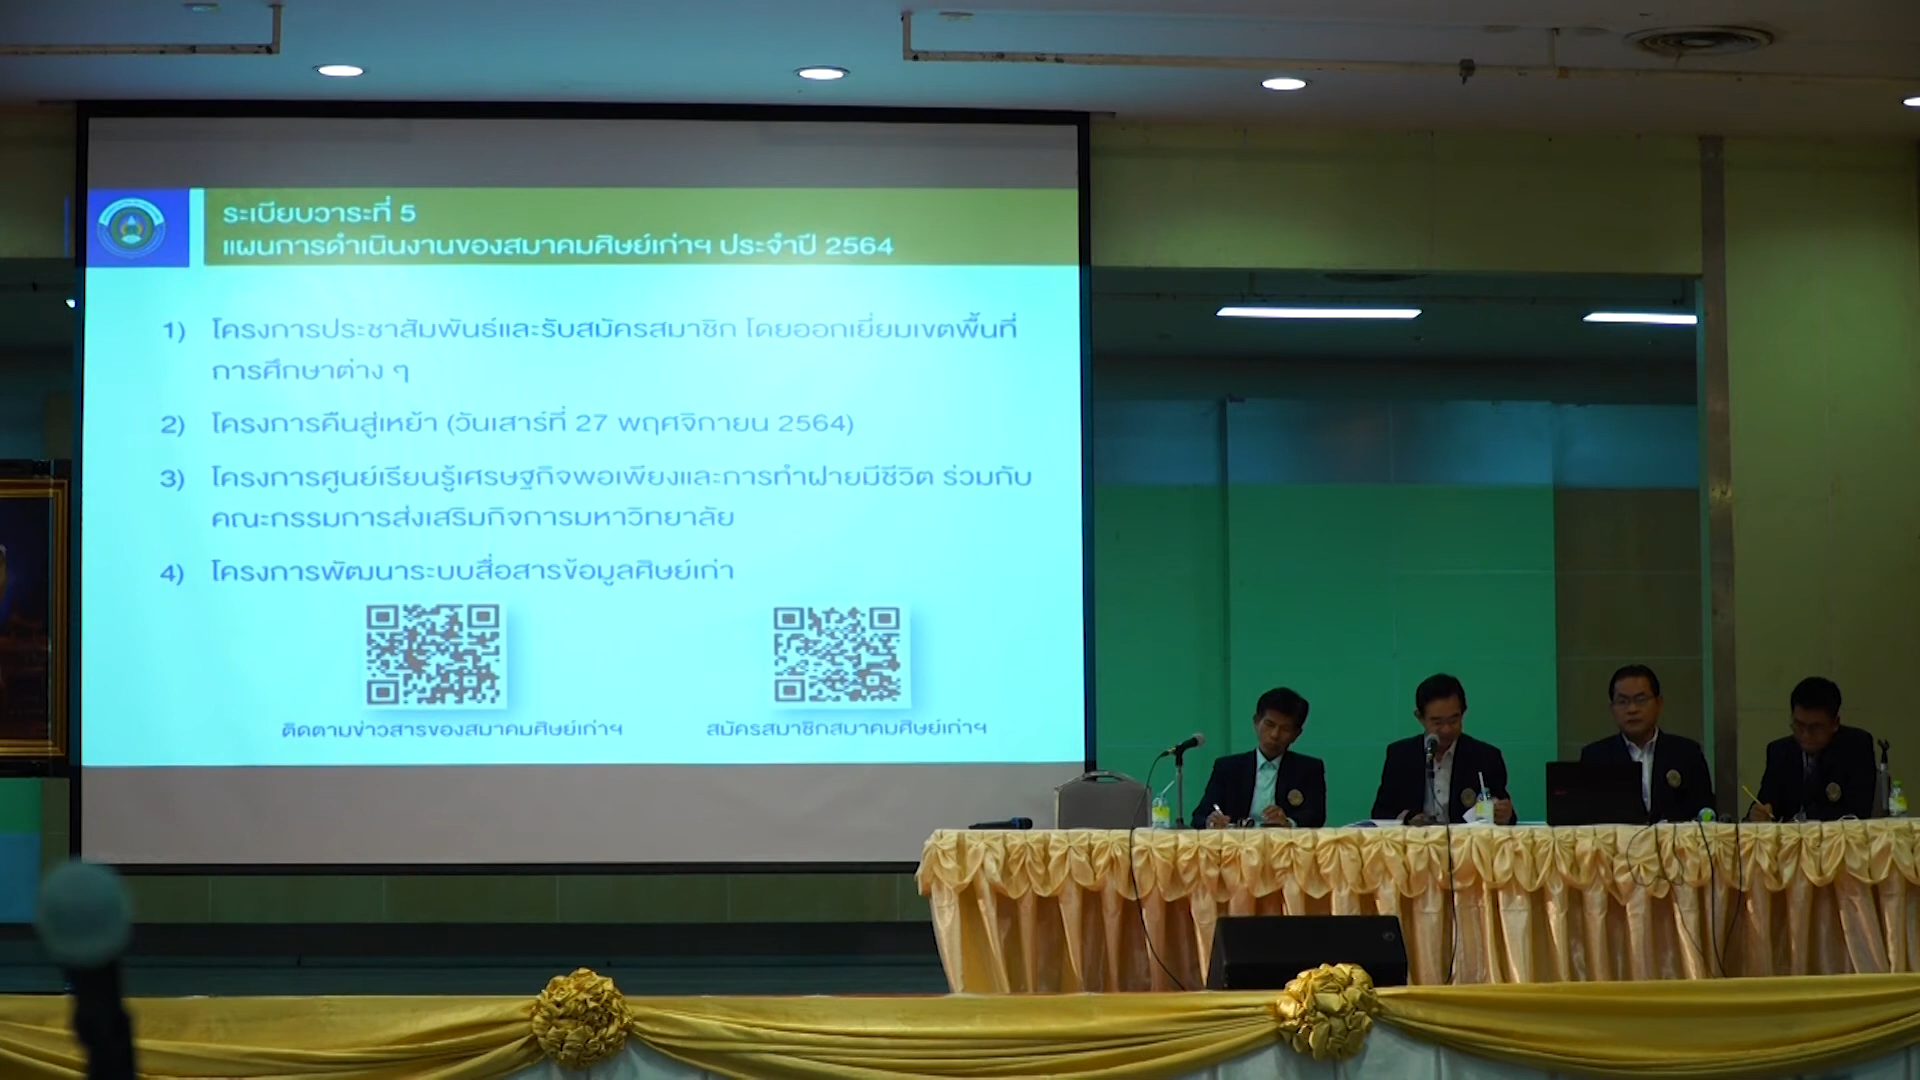 ระเบียบวาระที่ 5
แผนการดำเนินงานของสมาคมศิษย์เก่าฯ ประจำปี 2564
1) โครงการประชาสัมพันธ์และรับสมัครสมาชิก โดยออกเยี่ยมเขตพื้นที่
การศึกษาต่าง ๆ
2) โครงการคืนสู่เหย้า (วันเสาร์ที่ 27 พฤศจิกายน 2564)
3) โครงการศูนย์เรียนรู้เศรษฐกิจพอเพียงและการทำฝายมีชีวิต ร่วมกับ
คณะกรรมการส่งเสริมกิจการมหาวิทยาลัย
4) โครงการพัฒนาระบบสื่อสารข้อมูลศิษย์เก่า
ติดตามข่าวสารของสมาคมศิษย์เก่าฯ
สมัครสมาชิกสมาคมศิษย์เก่าฯ